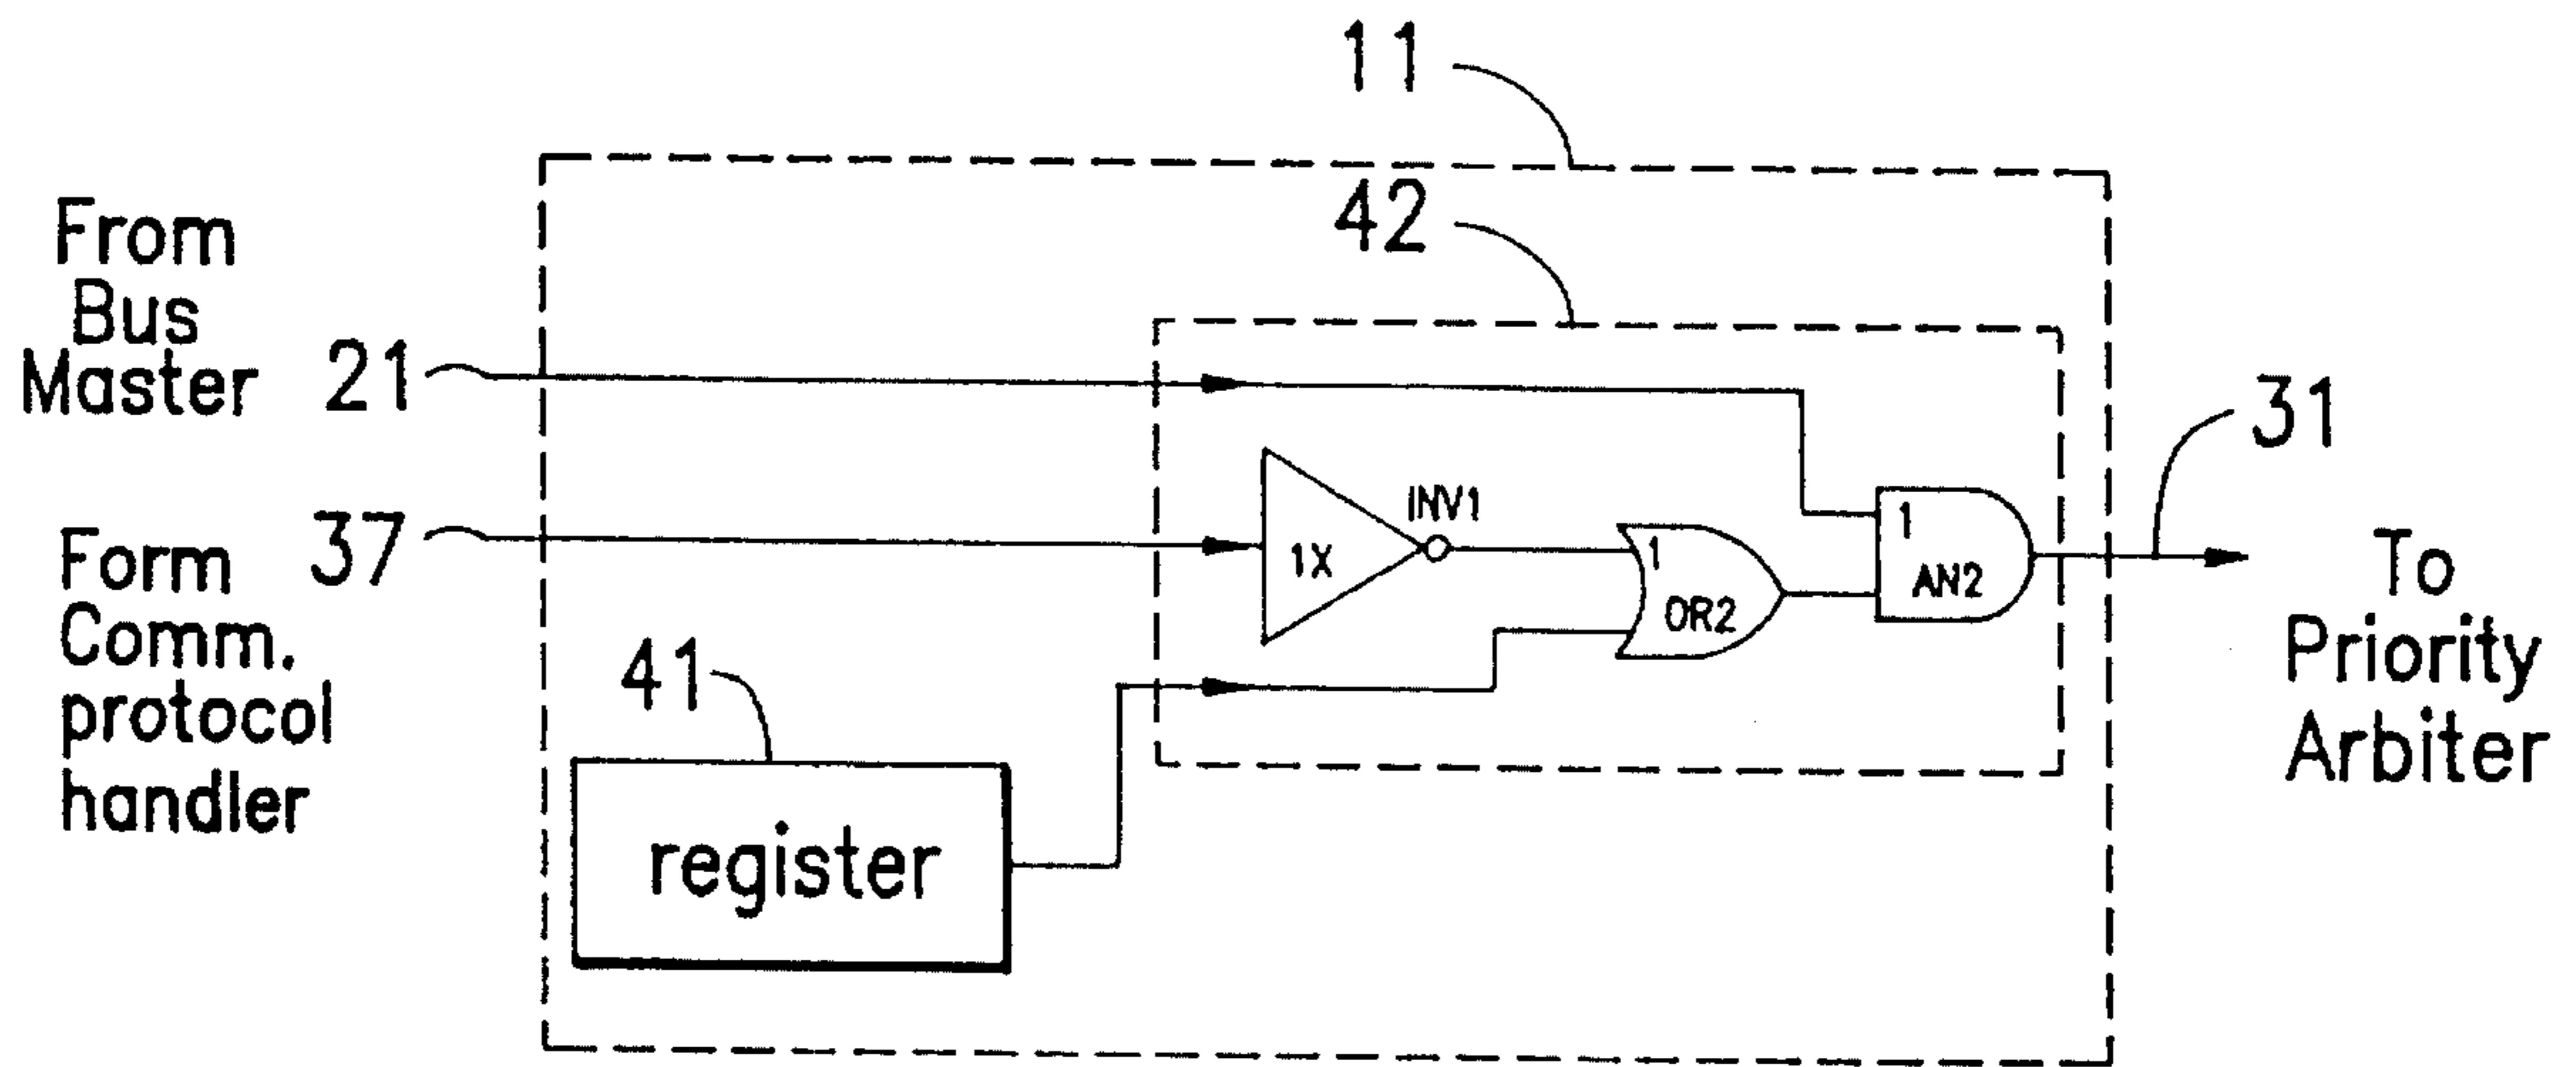 11
42
From
Bus
Master
21
31
Form
Comm.
protocol
handler
37
INV1
1X
1
OR2
1
AN2
To
Priority
Arbiter
41
register